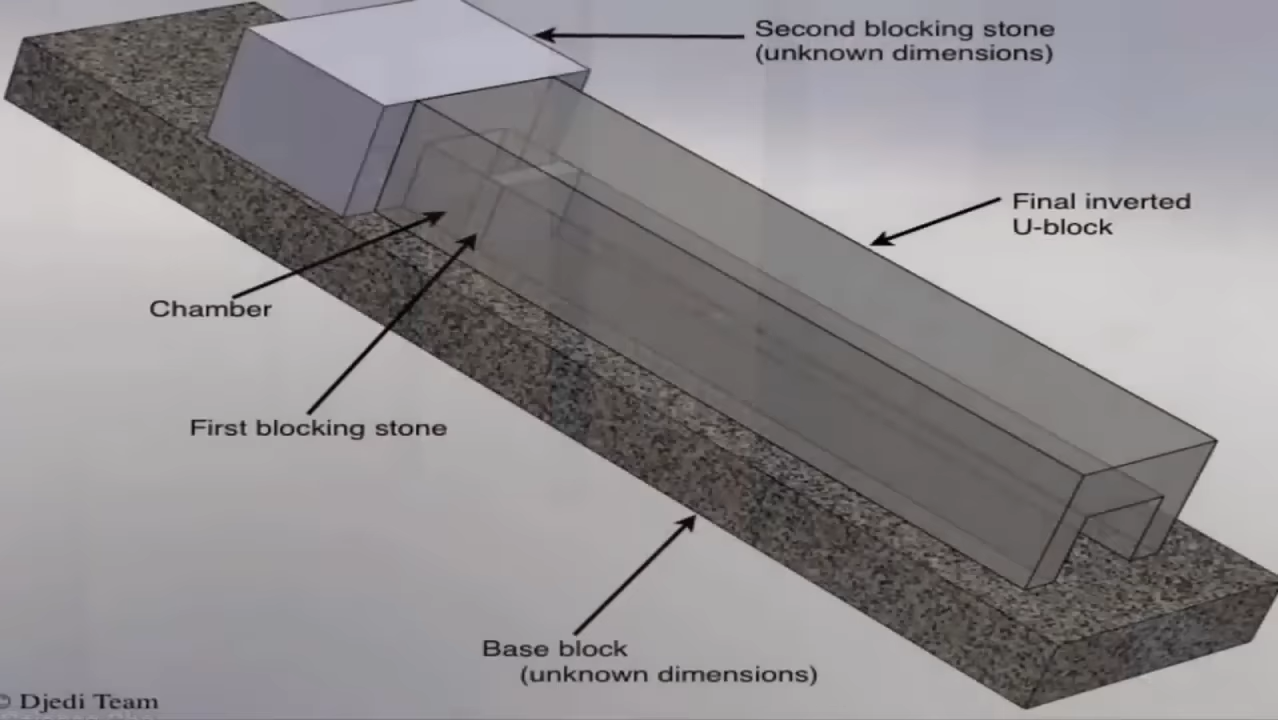 Second blocking stone
(unknown dimensions)
Final inverted
U-block
Chamber
First blocking stone
Base block
(unknown dimensions)
© Djedi Team